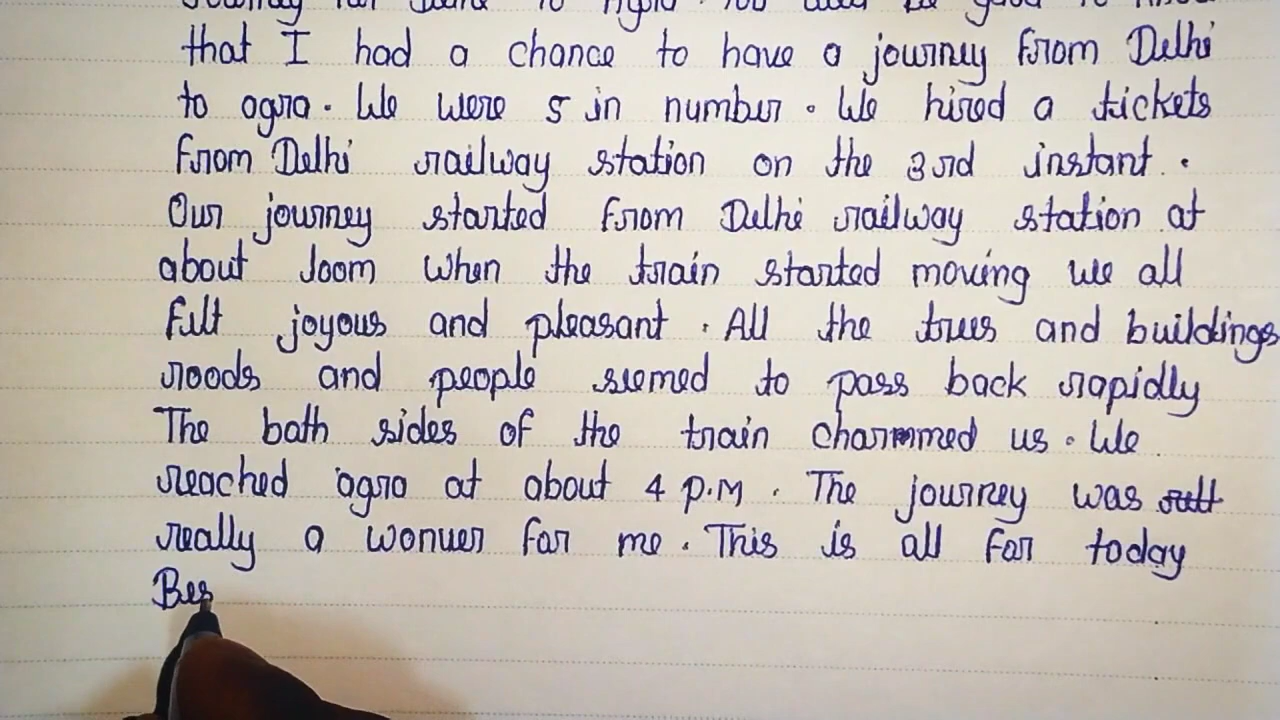 that I had a chance to have a journey from Delhi
to agra. We were 5 in number. We hired a tickets
from Delhi railway station on the 3rd instant.
Our journey started from Delhi railway station at
about when the train started moving we all
felt joyous and pleasant. All the trees and buildings
roads and people seemed to pass back rapidly
The both sides of the train charmmed us. We
reached agra at about 4 p.M. The journey was
really a wonuer for me. This is all for today
Bes